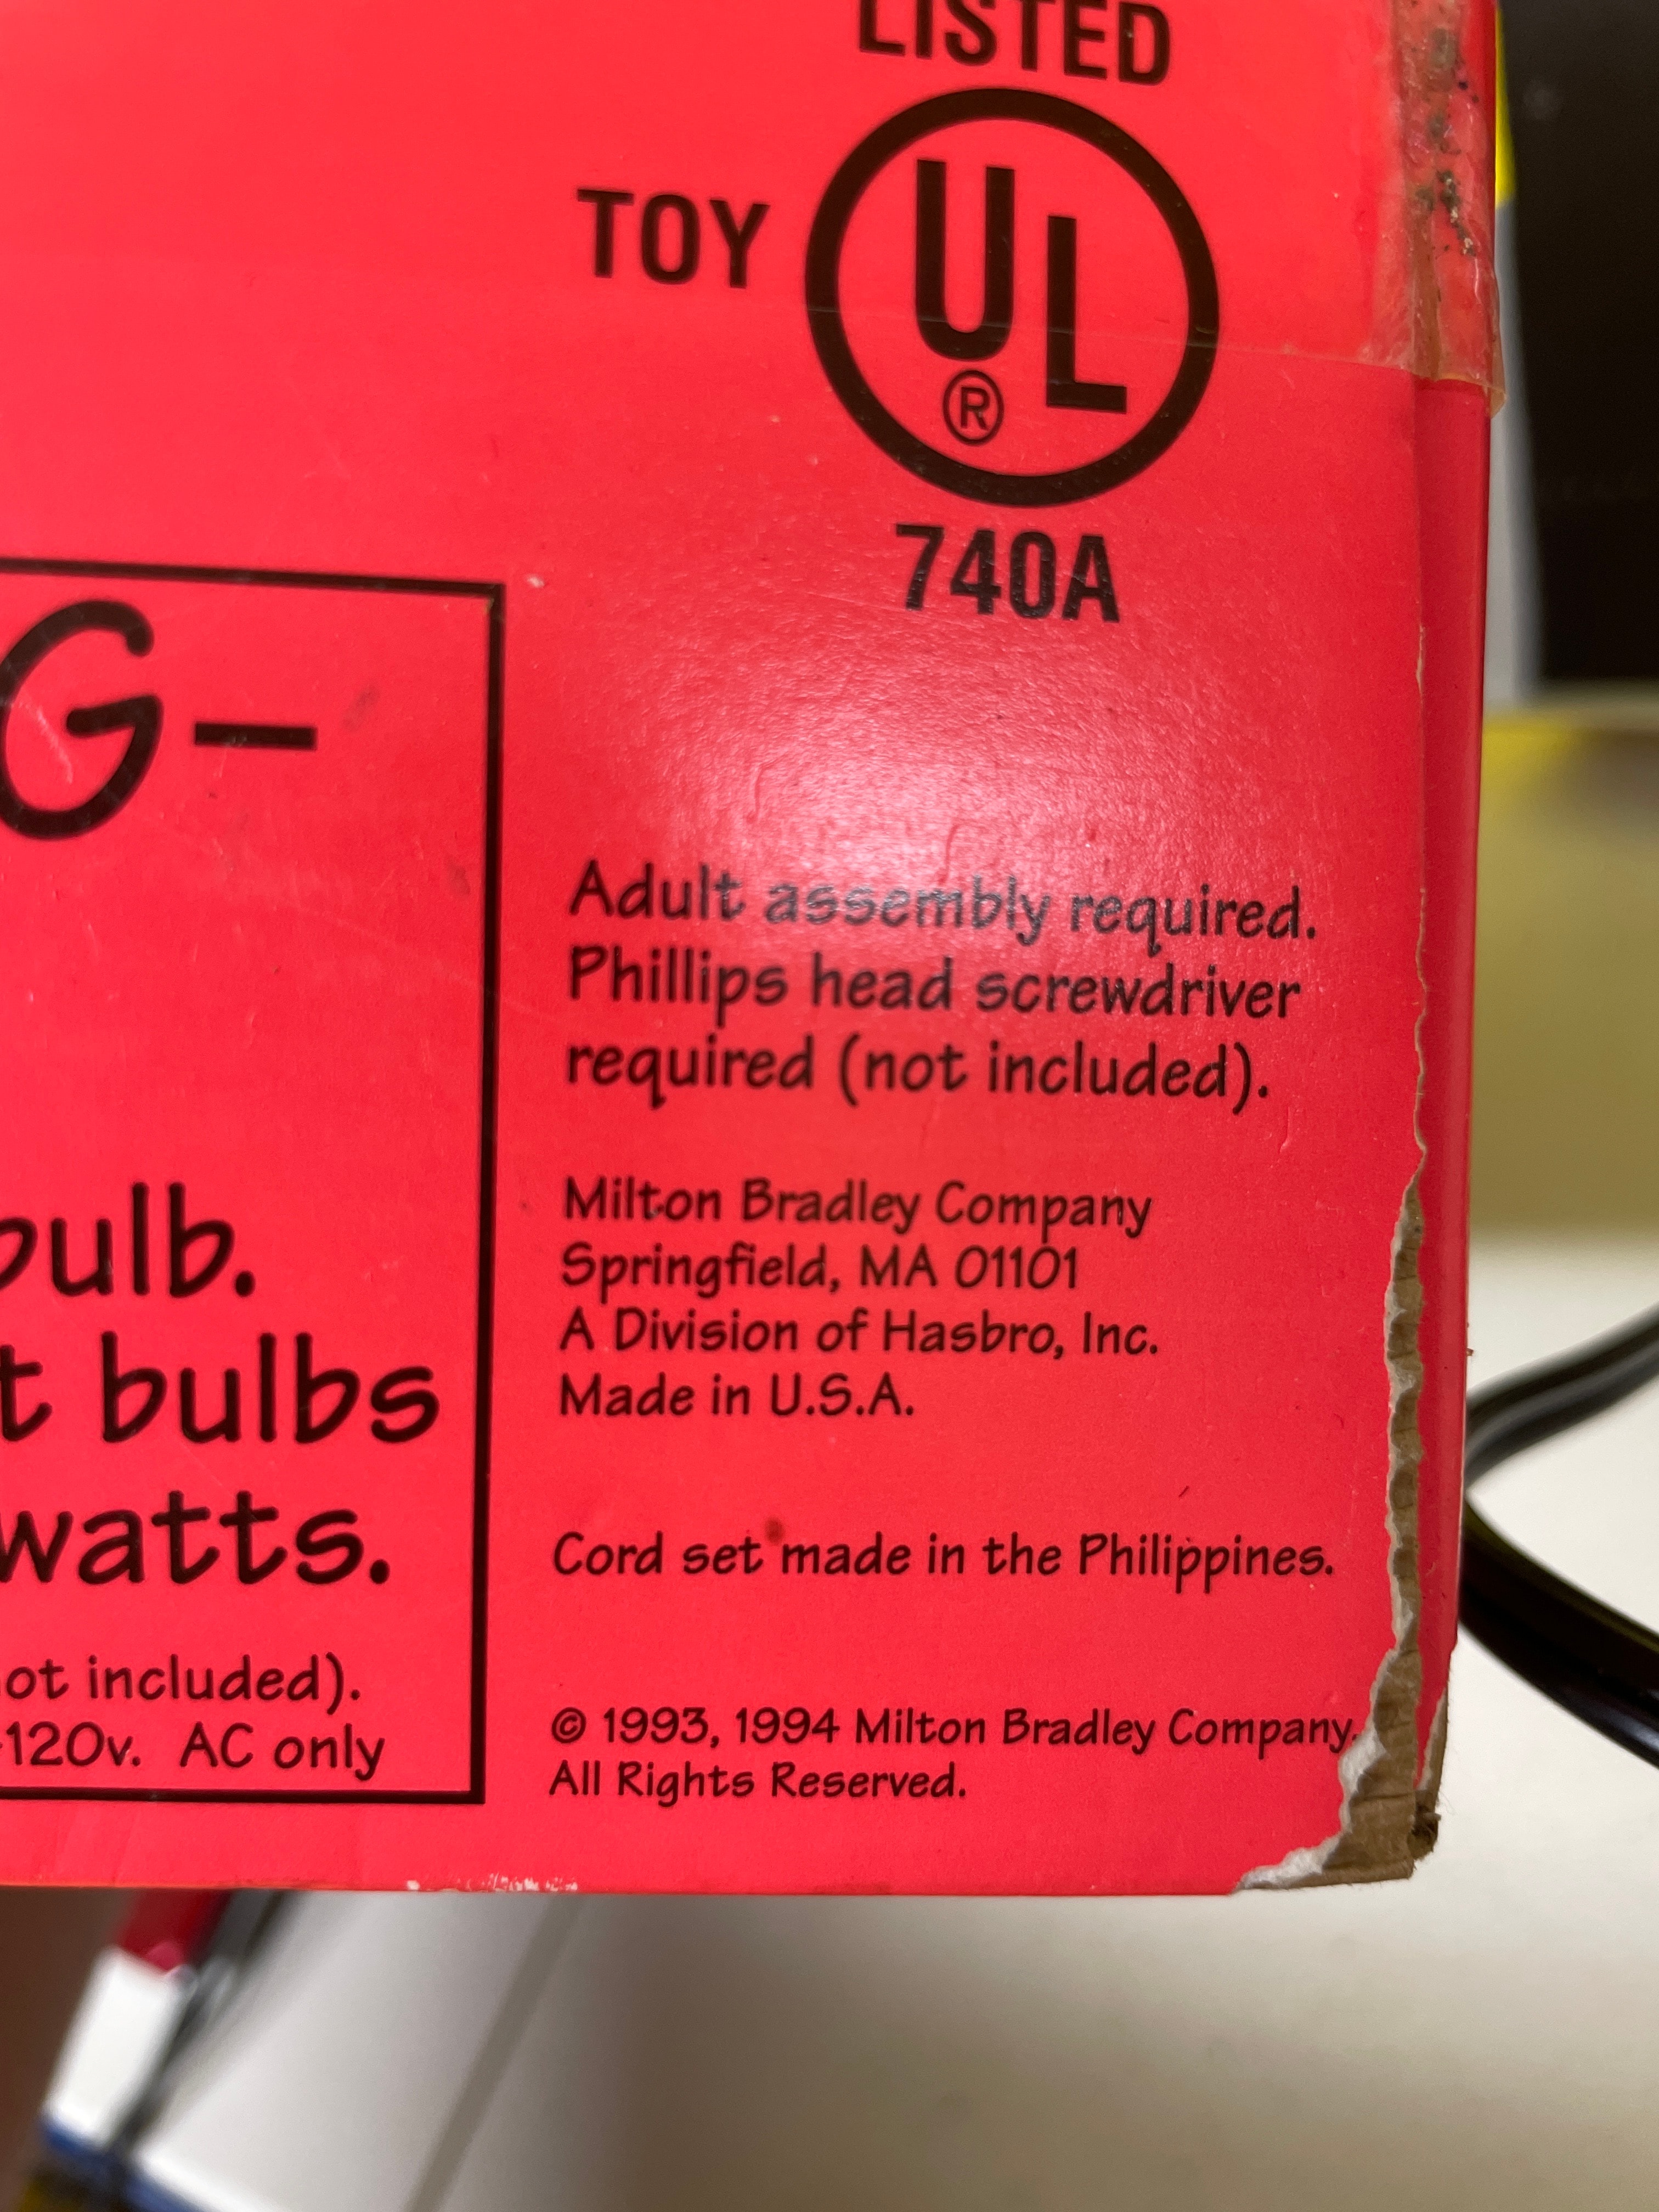 LISTED
TOY
UL
®
740A
G–
Adult assembly required.
Phillips head screwdriver
required (not included).
bulb.
t bulbs
watts.
ot included).
-120v. AC only
Milton Bradley Company
Springfield, MA 01101
A Division of Hasbro, Inc.
Made in U.S.A.
Cord set made in the Philippines.
© 1993, 1994 Milton Bradley Company.
All Rights Reserved.